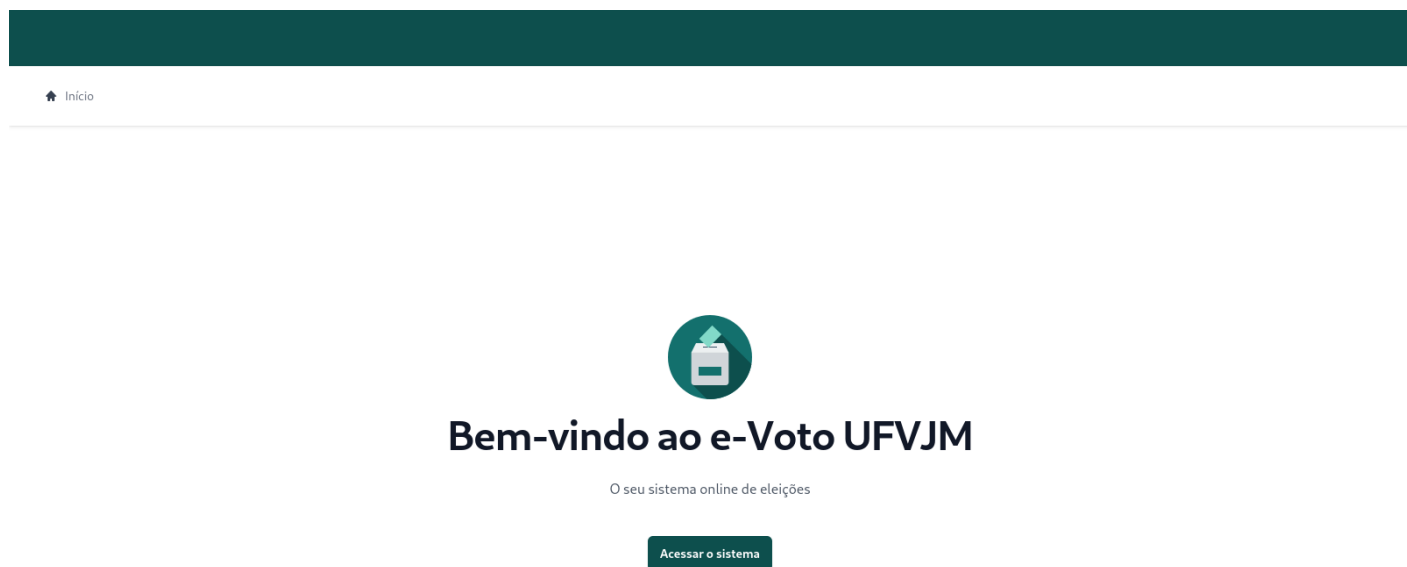 Início
Bem-vindo ao e-Voto UFVJM
O seu sistema online de eleições
Acessar o sistema